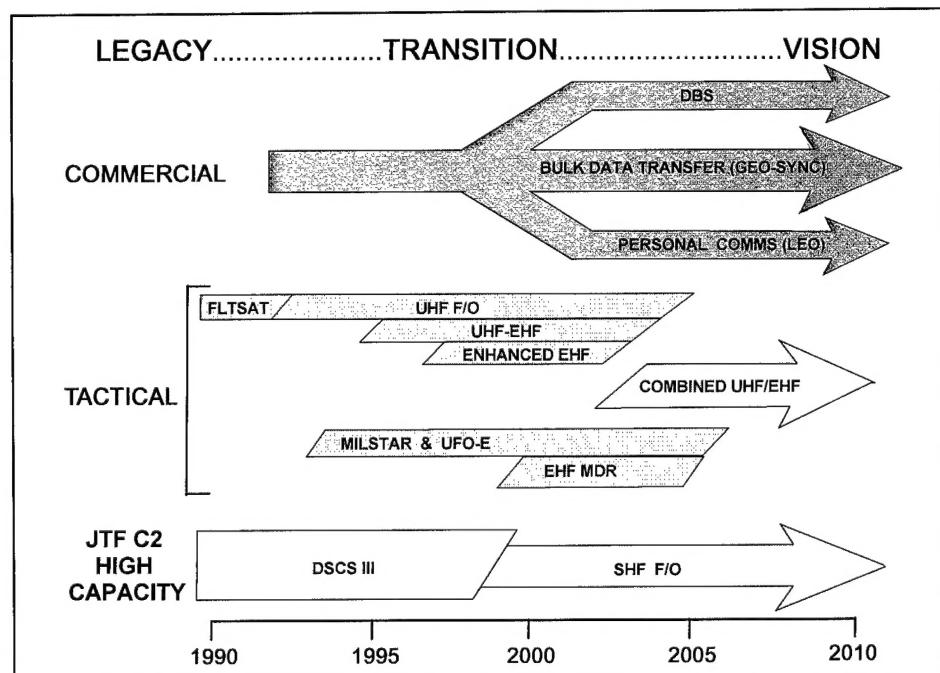 LEGACY....................TRANSITION.............................VISION
DBS
COMMERCIAL
BULK DATA TRANSFER (GEO-SYNC)
PERSONAL COMMS (LEO)
FLTSAT
UHF F/O
UHF-EHF
ENHANCED EHF
COMBINED UHF/EHF
TACTICAL
MILSTAR & UFO-E
EHF MDR
JTF C2
HIGH
CAPACITY
DSCS III
SHF F/O
1990 1995 2000 2005 2010